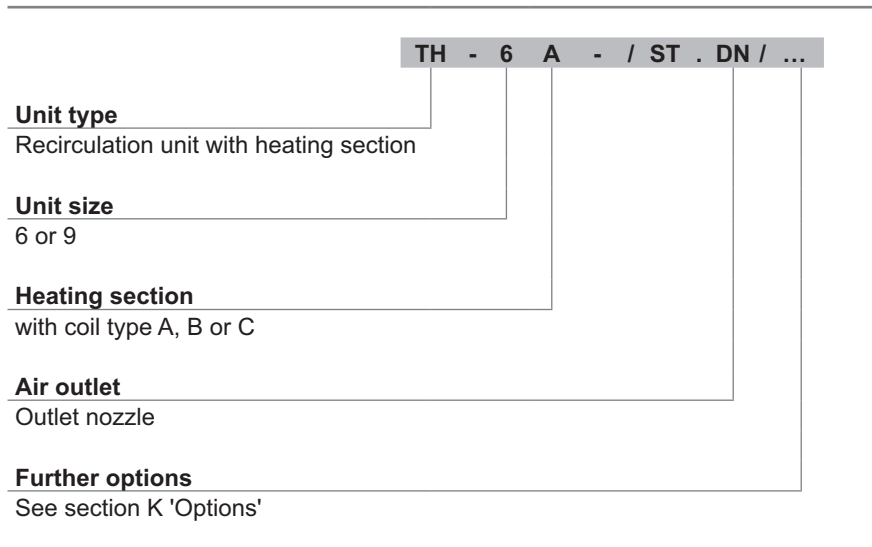 TH - 6 A - / ST . DN / ...
Unit type
Recirculation unit with heating section
Unit size
6 or 9
Heating section
with coil type A, B or C
Air outlet
Outlet nozzle
Further options
See section K 'Options'